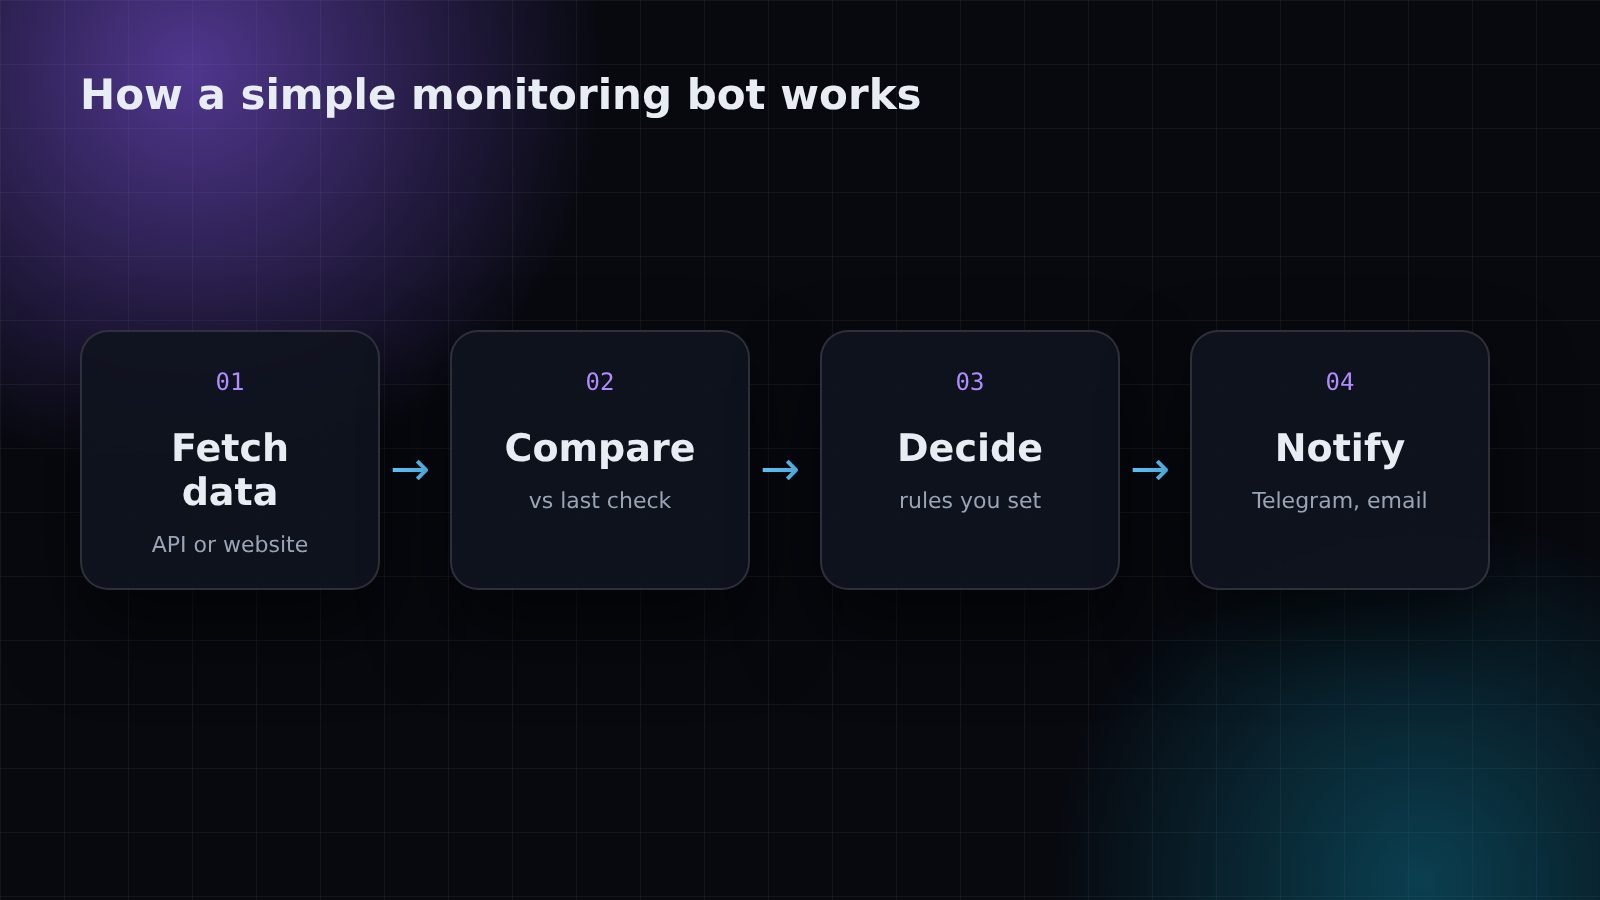 How a simple monitoring bot works
01
Fetch
data
API or website
→
02
Compare
vs last check
→
03
Decide
rules you set
→
04
Notify
Telegram, email